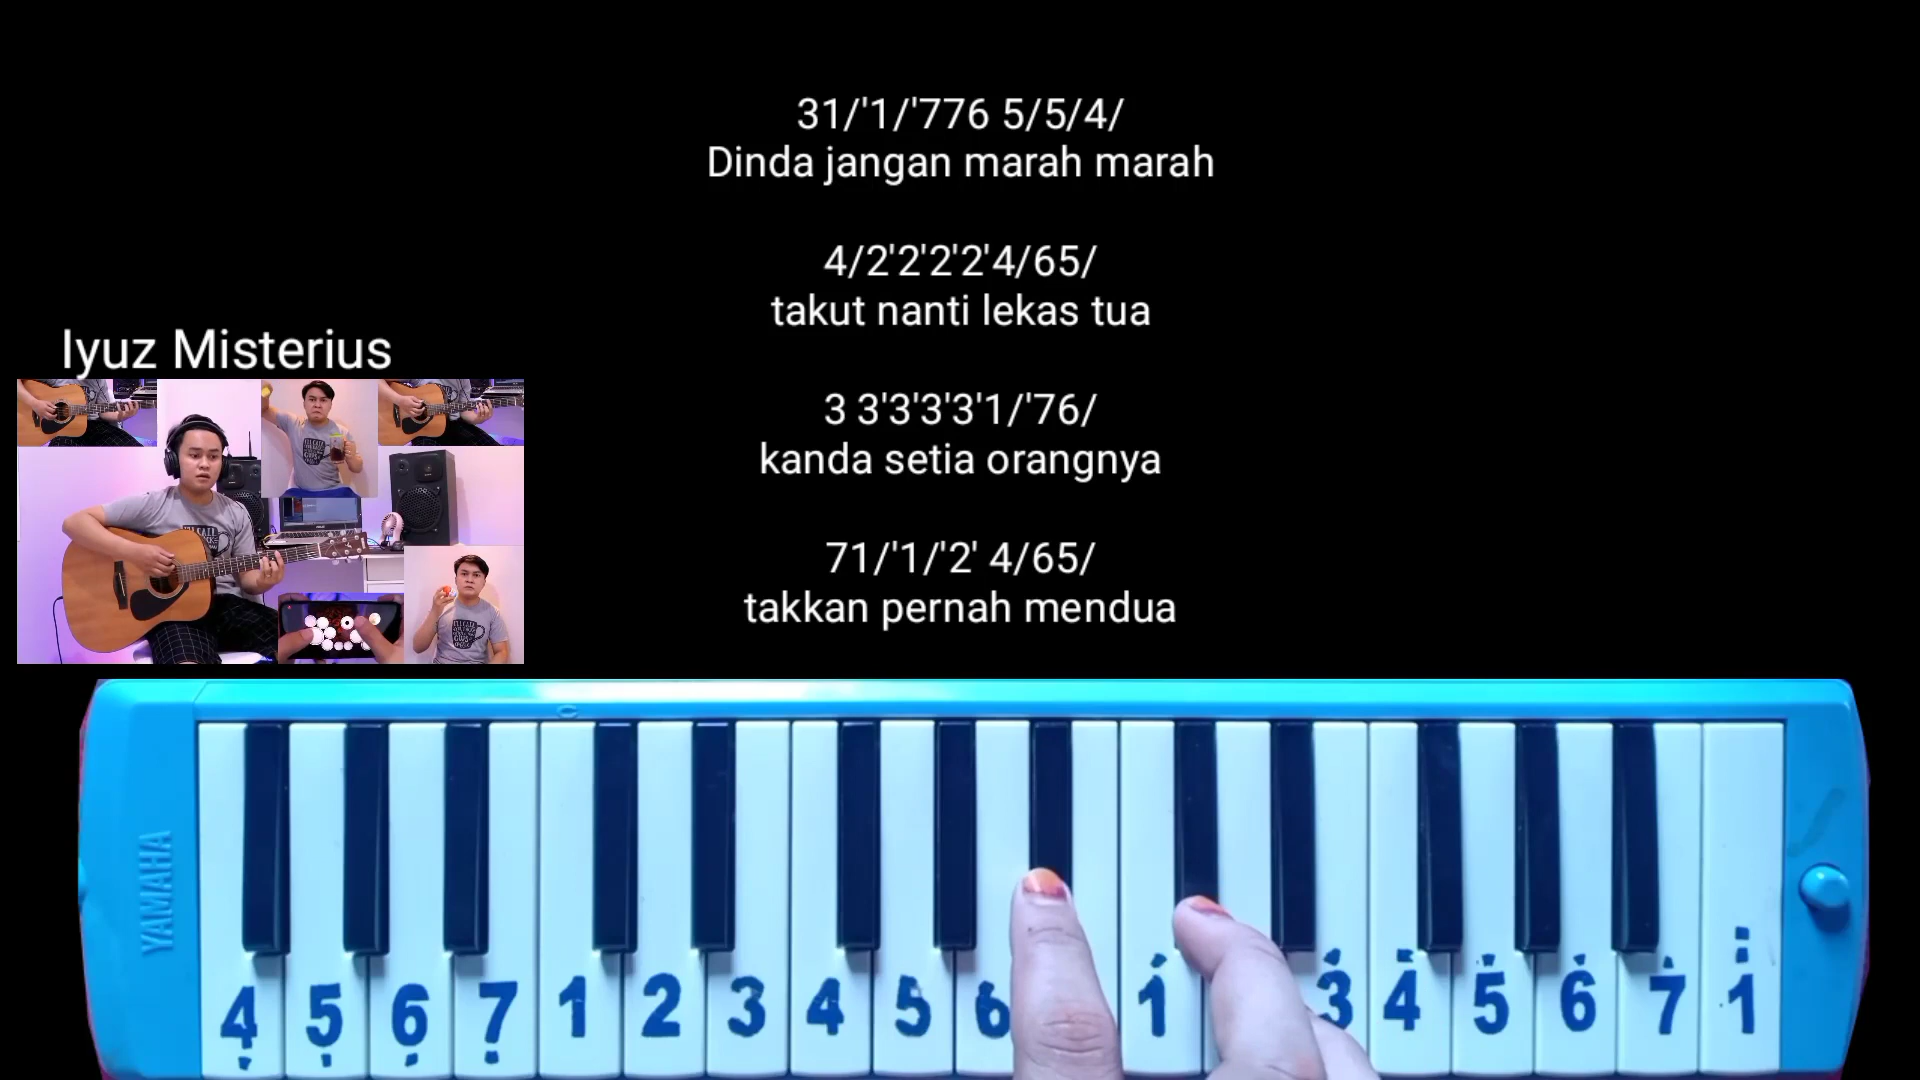 31/'1/'776 5/5/4/
Dinda jangan marah marah
4/2'2'2'2'4/65/
takut nanti lekas tua
Iyuz Misterius
3 3'3'3'3'1/'76/
kanda setia orangnya
71/'1/'2' 4/65/
takkan pernah mendua
YAMAHA
4 5 6 7 1 2 3 4 5 6 1 3 4 5 6 7 1